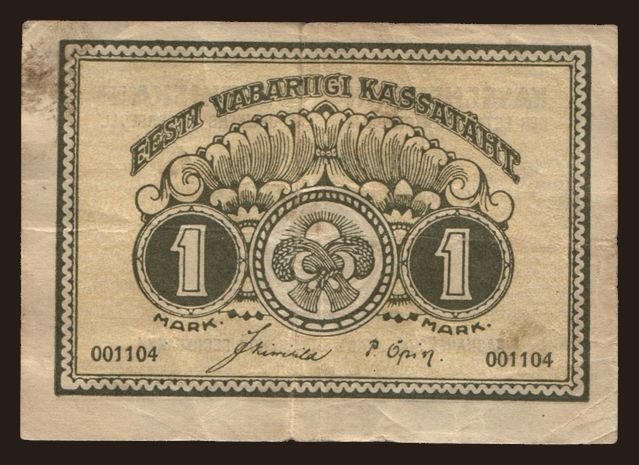 EESTI VABARIIGI KASSATÄHT.
1 1
MARK. MARK.
001104 001104